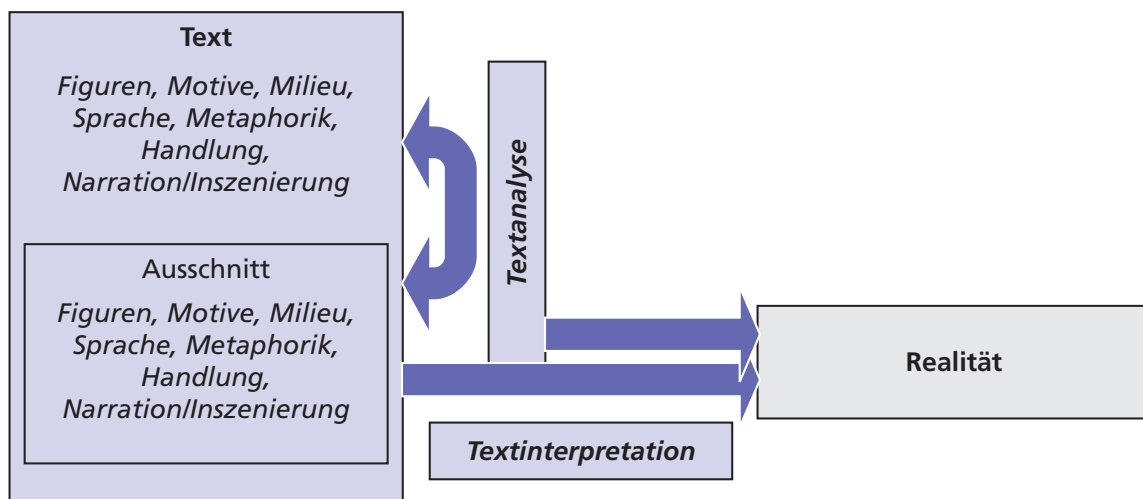 Text
Figuren, Motive, Milieu,
Sprache, Metaphorik,
Handlung,
Narration/Inszenierung
Ausschnitt
Figuren, Motive, Milieu,
Sprache, Metaphorik,
Handlung,
Narration/Inszenierung
Textanalyse
Realität
Textinterpretation